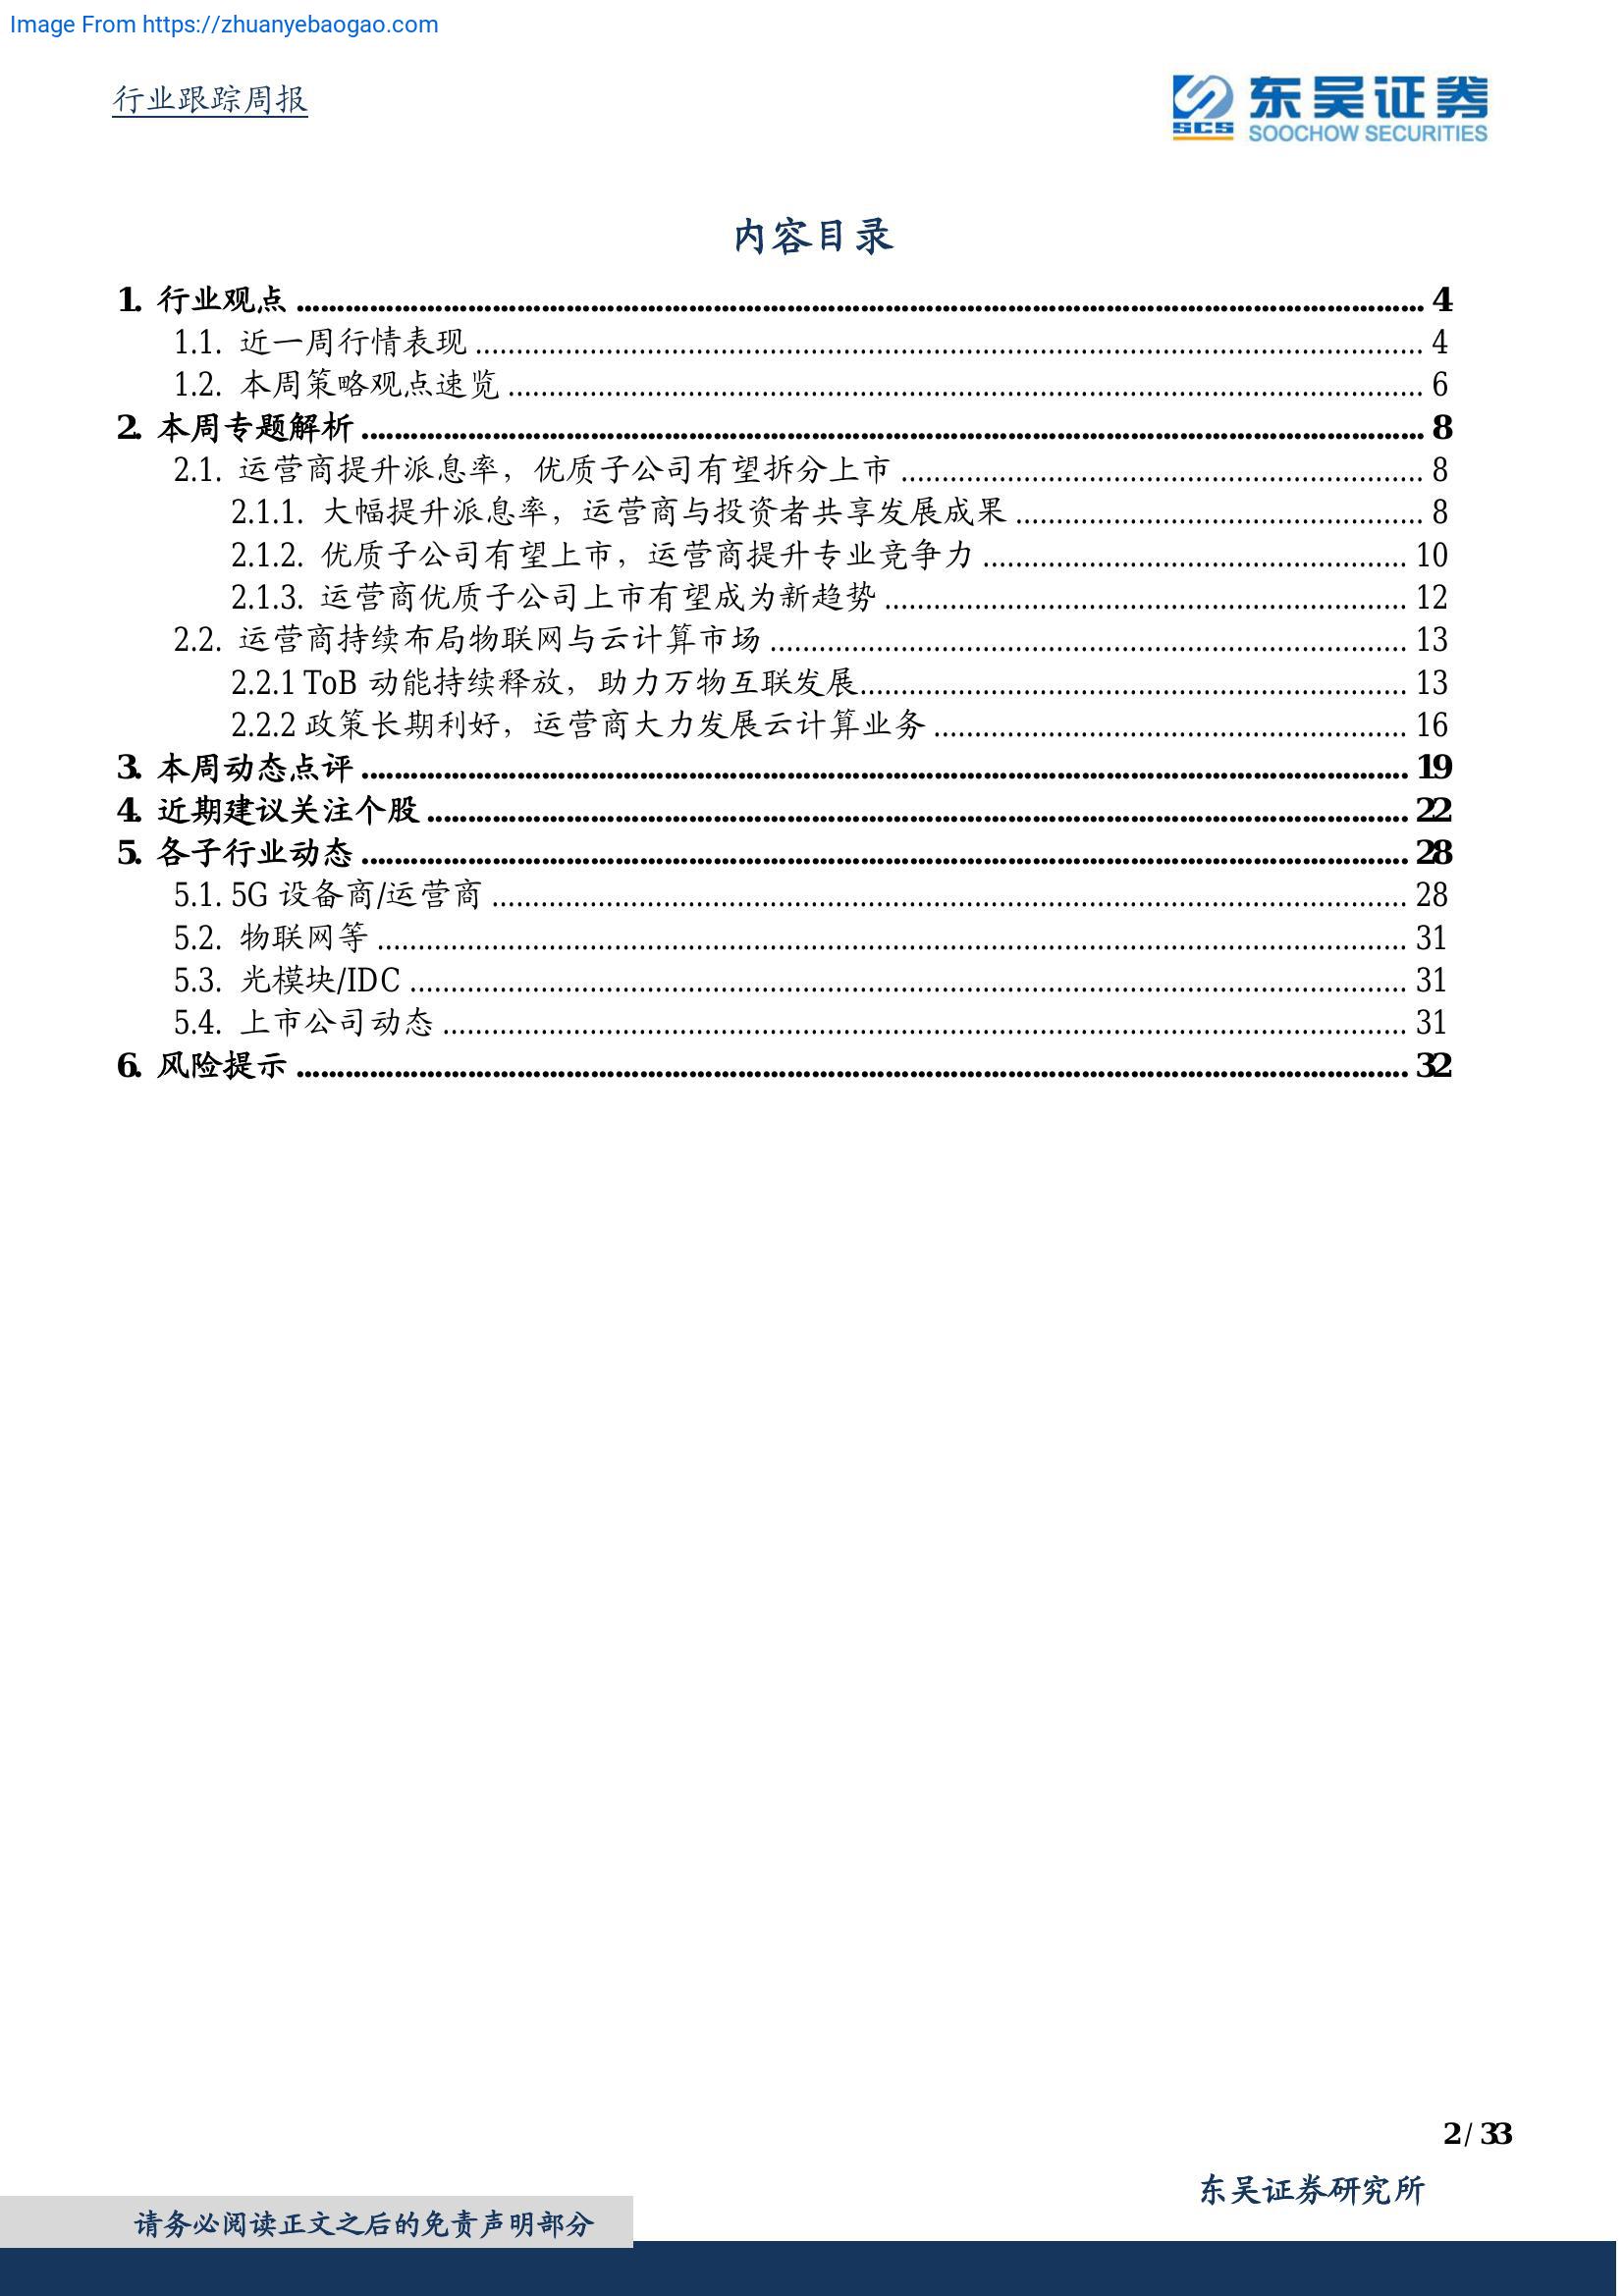 Image From https://zhuanyebaogao.com
行业跟踪周报
SCS 东吴证券
SOOCHOW SECURITIES
内容目录
1. 行业观点 4
1.1. 近一周行情表现 4
1.2. 本周策略观点速览 6
2. 本周专题解析 8
2.1. 运营商提升派息率，优质子公司有望拆分上市 8
2.1.1. 大幅提升派息率，运营商与投资者共享发展成果 8
2.1.2. 优质子公司有望上市，运营商提升专业竞争力 10
2.1.3. 运营商优质子公司上市有望成为新趋势 12
2.2. 运营商持续布局物联网与云计算市场 13
2.2.1 ToB 动能持续释放，助力万物互联发展 13
2.2.2 政策长期利好，运营商大力发展云计算业务 16
3. 本周动态点评 19
4. 近期建议关注个股 22
5. 各子行业动态 28
5.1. 5G 设备商/运营商 28
5.2. 物联网等 31
5.3. 光模块/IDC 31
5.4. 上市公司动态 31
6. 风险提示 32
2 / 33
东吴证券研究所
请务必阅读正文之后的免责声明部分